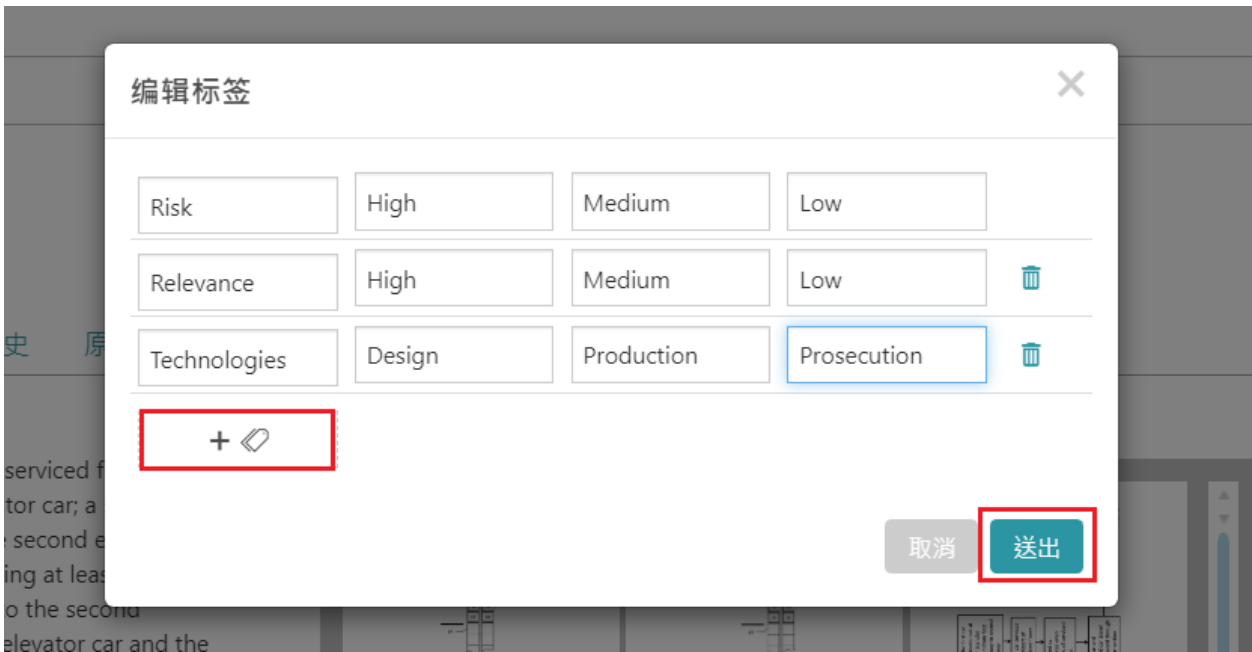 编辑标签
Risk High Medium Low
Relevance High Medium Low
史 原
Technologies Design Production Prosecution
+
serviced f
tor car; a
second e
ing at leas
取消 送出
o the second
elevator car and the